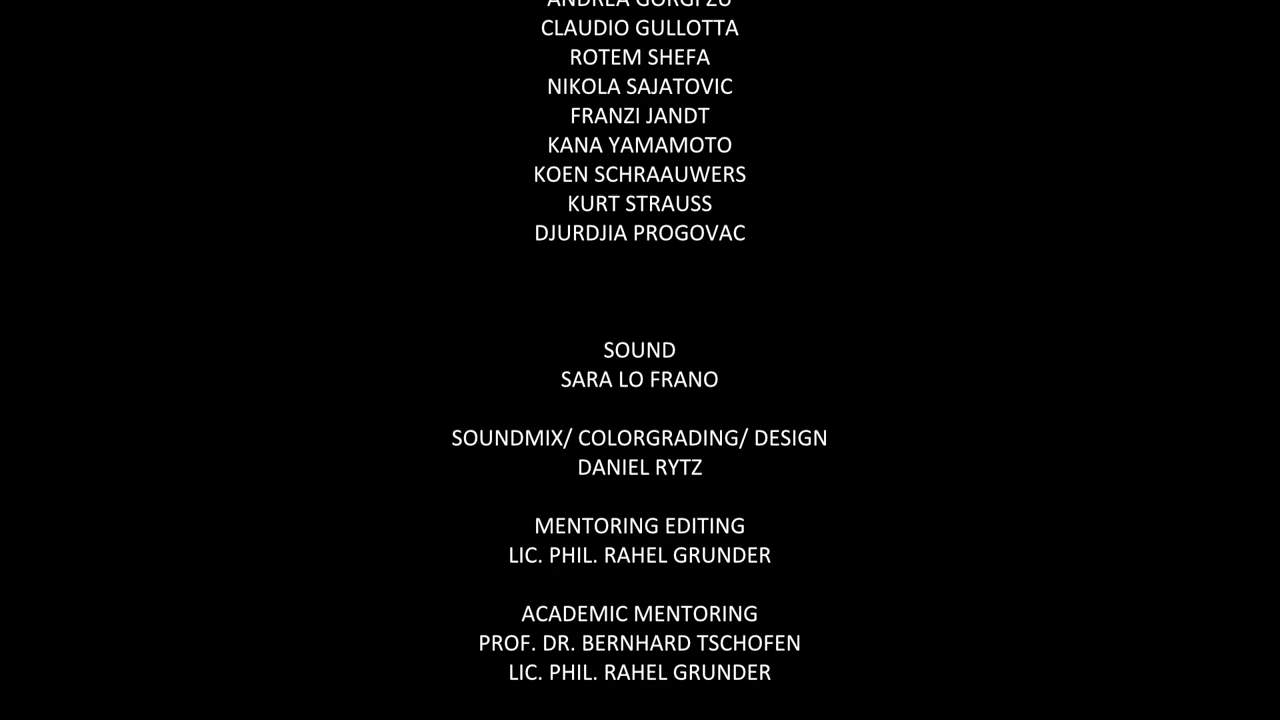 CLAUDIO GULLOTTA
ROTEM SHEFA
NIKOLA SAJATOVIC
FRANZI JANDT
KANA YAMAMOTO
KOEN SCHRAAUWERS
KURT STRAUSS
DJURDJIA PROGOVAC
SOUND
SARA LO FRANO
SOUNDMIX/ COLORGRADING/ DESIGN
DANIEL RYTZ
MENTORING EDITING
LIC. PHIL. RAHEL GRUNDER
ACADEMIC MENTORING
PROF. DR. BERNHARD TSCHOFEN
LIC. PHIL. RAHEL GRUNDER